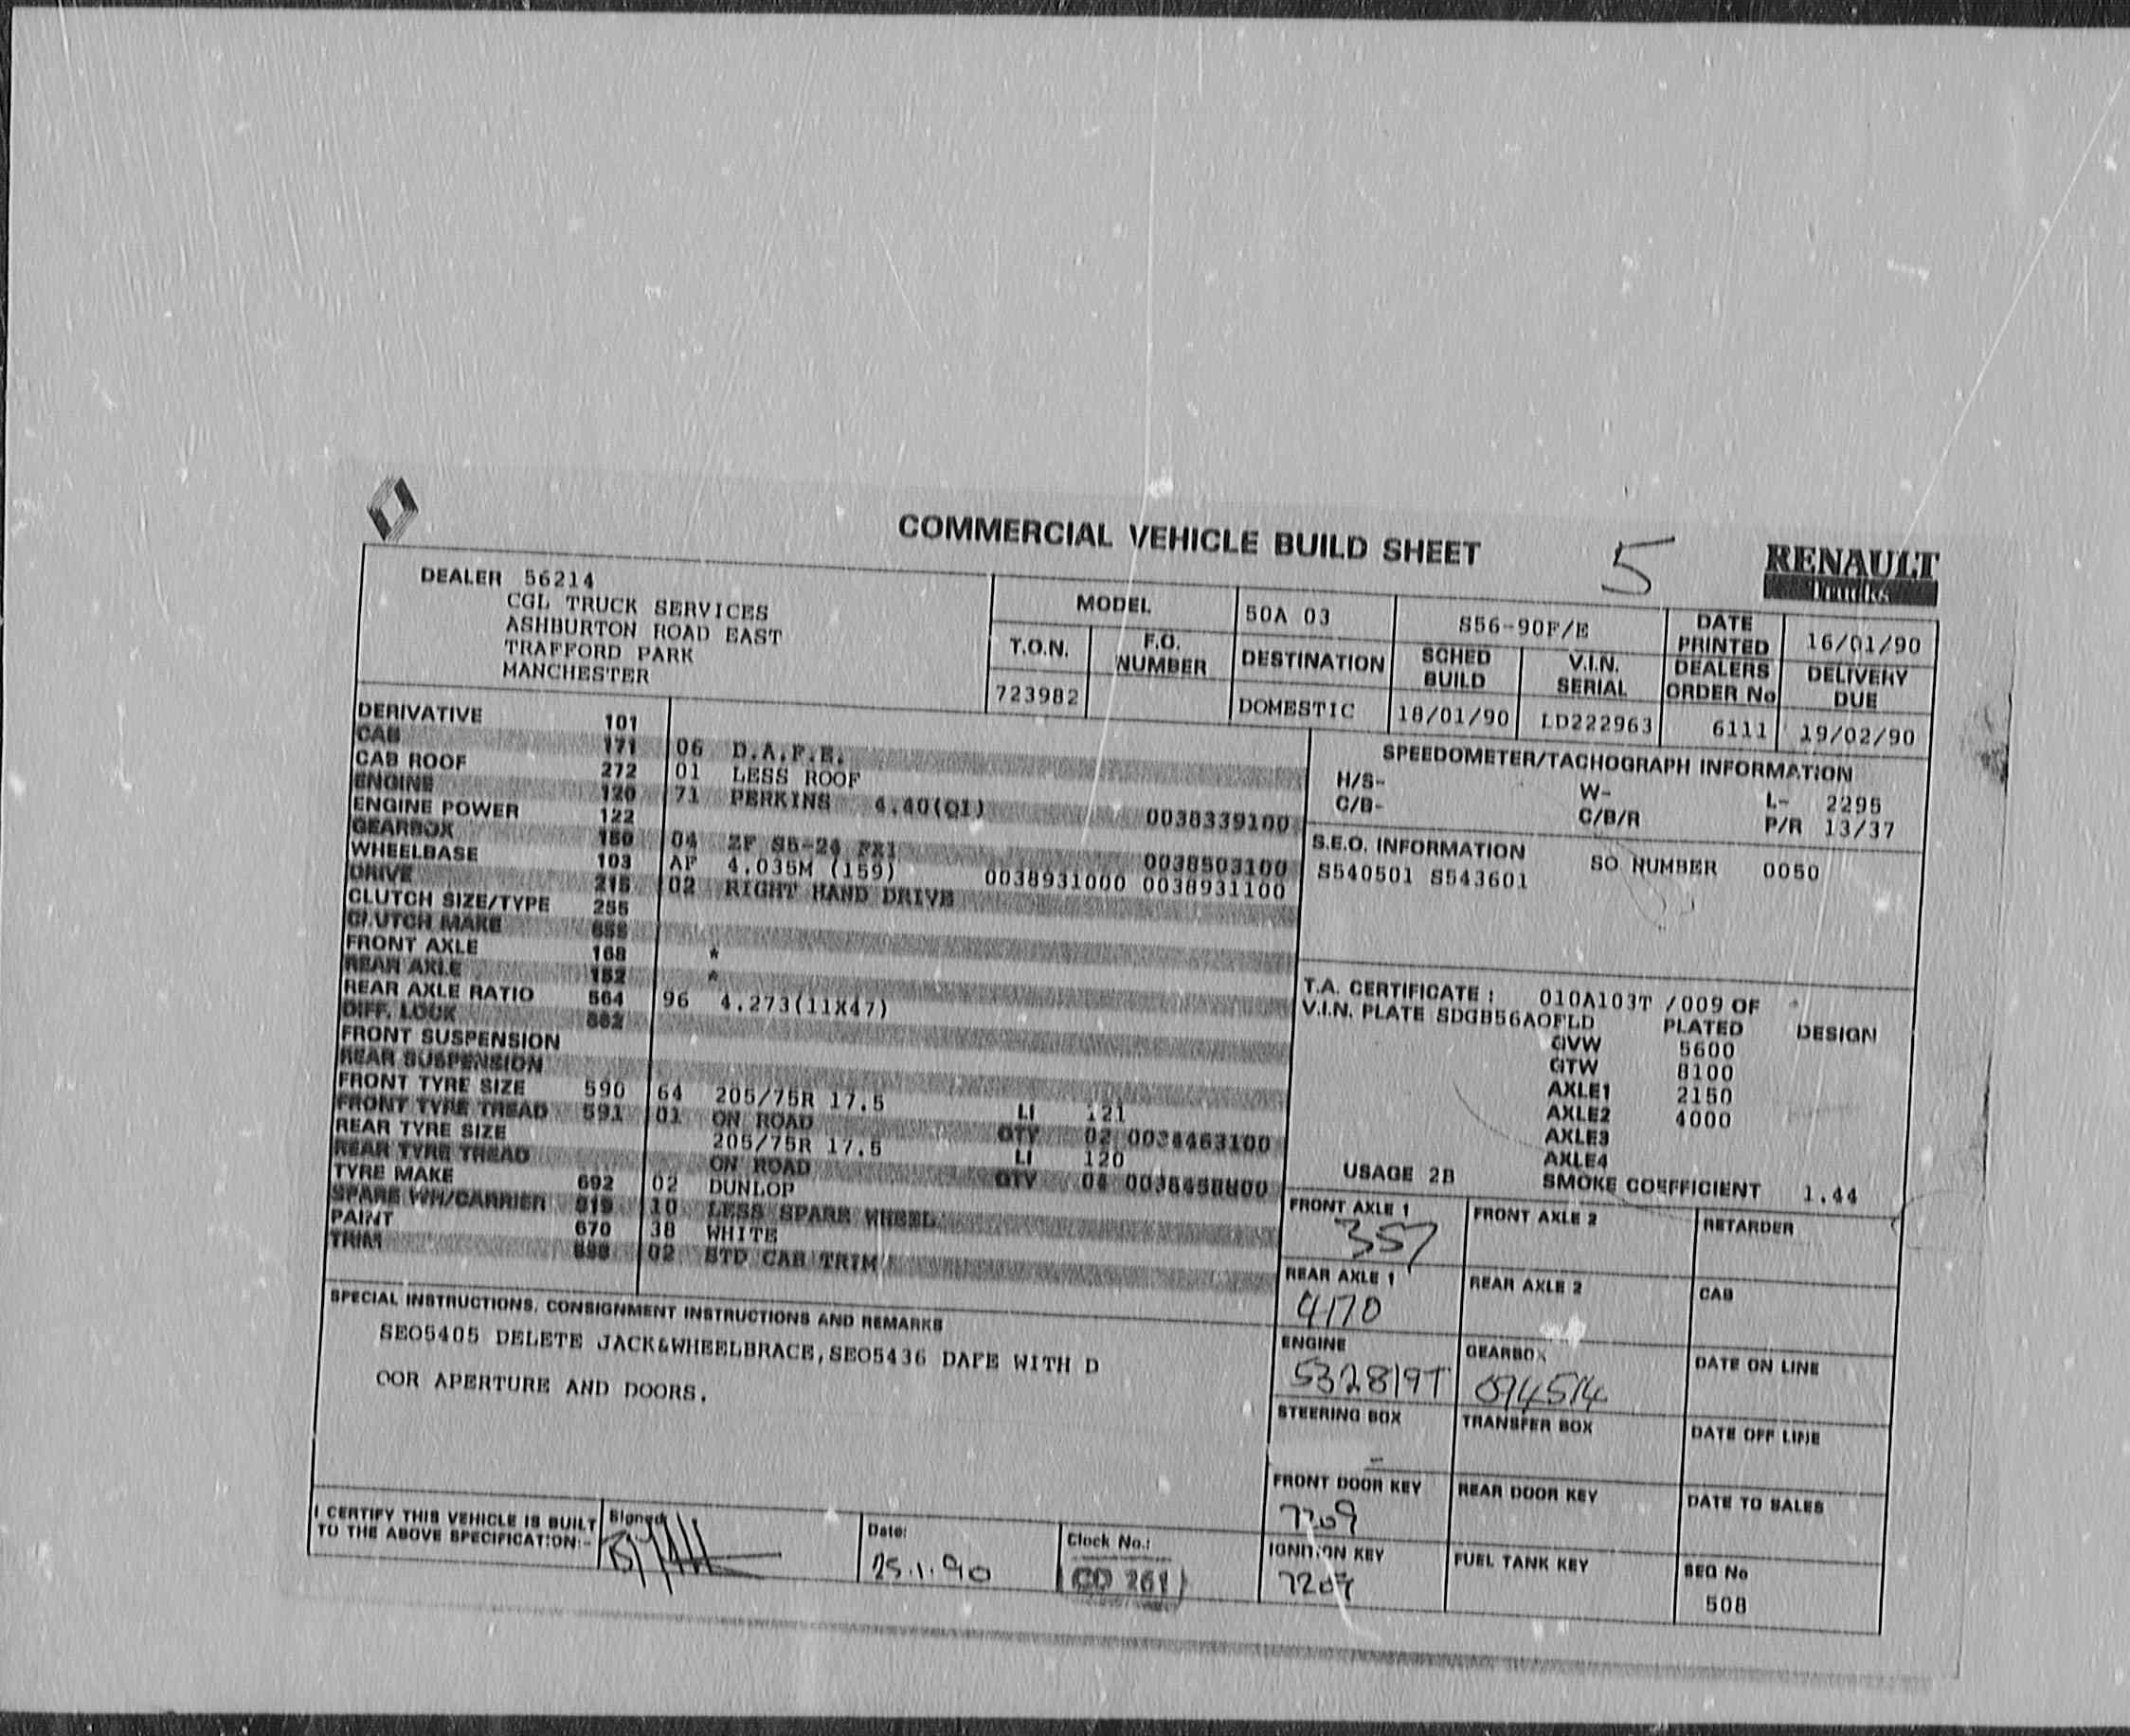 COMMERCIAL VEHICLE BUILD SHEET
5
RENAULT
Trucks
DEALER 56214
CGL TRUCK SERVICES
ASHBURTON ROAD EAST
TRAFFORD PARK
MANCHESTER
MODEL 50A 03 S56-90F/E DATE PRINTED 16/01/90
T.O.N. F.O. NUMBER DESTINATION SCHED BUILD V.I.N. SERIAL DEALERS ORDER No DELIVERY DUE
723982 DOMESTIC 18/01/90 LD222963 6111 19/02/90
DERIVATIVE 101
CAB 171 06 D.A.F.E.
CAB ROOF 272 01 LESS ROOF
ENGINE 120 71 PERKINS 4.40(Q1) 0038339100
ENGINE POWER 122
GEARBOX 150 04 ZF S5-24 FX1 0038503100
WHEELBASE 103 AF 4.035M (159) 0038931000 0038931100
DRIVE 215 02 RIGHT HAND DRIVE
CLUTCH SIZE/TYPE 255
CLUTCH MAKE
FRONT AXLE 168 *
REAR AXLE 152 *
REAR AXLE RATIO 564 96 4.273(11X47)
DIFF. LOCK
FRONT SUSPENSION
REAR SUSPENSION
FRONT TYRE SIZE 590 64 205/75R 17.5 LI 121
FRONT TYRE TREAD 591 01 ON ROAD QTY 02
REAR TYRE SIZE 205/75R 17.5 LI 120
REAR TYRE TREAD ON ROAD QTY 04
TYRE MAKE 692 02 DUNLOP
SPARE WH/CARRIER 919 10 LESS SPARE WHEEL
PAINT 670 38 WHITE
TRIM 02 STD CAB TRIM
SPEEDOMETER/TACHOGRAPH INFORMATION
H/S- W- L- 2295
C/B- C/B/R P/R 13/37
S.E.O. INFORMATION SO NUMBER 0050
S540501 S543601
T.A. CERTIFICATE : 010A103T /009 OF
V.I.N. PLATE SDGB56A0FLD PLATED DESIGN
GVW 5600
GTW 8100
AXLE1 2150
AXLE2 4000
AXLE3
AXLE4
USAGE 2B SMOKE COEFFICIENT 1.44
FRONT AXLE 1 FRONT AXLE 2 RETARDER
357
REAR AXLE 1 REAR AXLE 2 CAB
4170
ENGINE GEARBOX DATE ON LINE
532819T 094514
STEERING BOX TRANSFER BOX DATE OFF LINE
-
FRONT DOOR KEY REAR DOOR KEY DATE TO SALES
7209
IGNITION KEY FUEL TANK KEY SEQ No
7207 508
SPECIAL INSTRUCTIONS, CONSIGNMENT INSTRUCTIONS AND REMARKS
SEO5405 DELETE JACK&WHEELBRACE,SEO5436 DAFE WITH D
OOR APERTURE AND DOORS.
I CERTIFY THIS VEHICLE IS BUILT
TO THE ABOVE SPECIFICATION:-
Signed:
Date:
25.1.90
Clock No.:
CD 261